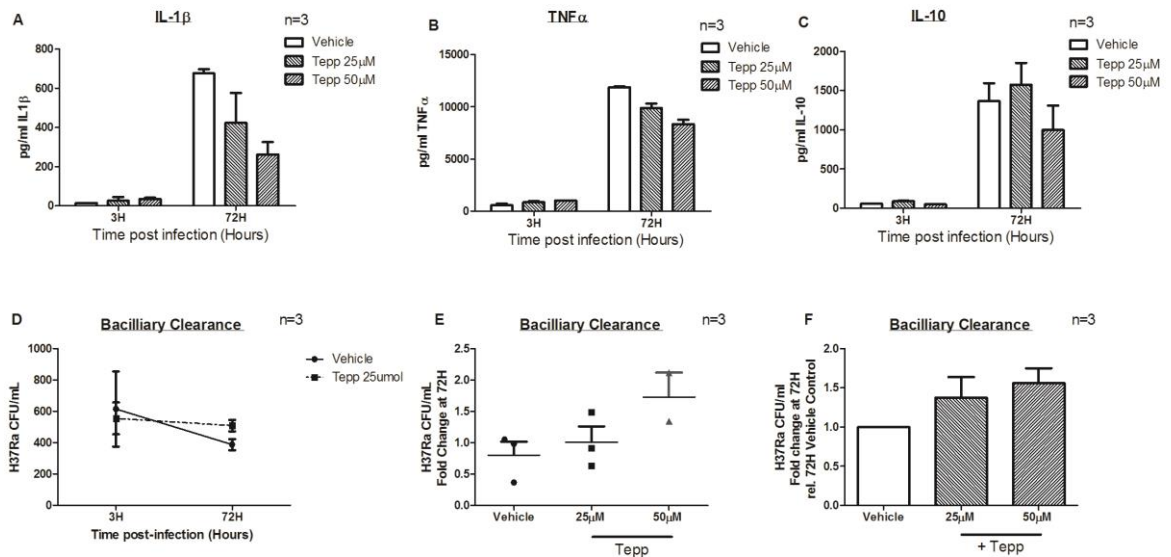 A
IL-1β
n=3
Vehicle
Tepp 25μM
Tepp 50μM
pg/ml IL1β
800
600
400
200
0
3H
72H
Time post infection (Hours)
B
TNFα
n=3
Vehicle
Tepp 25μM
Tepp 50μM
pg/ml TNFα
15000
10000
5000
0
3H
72H
Time post infection (Hours)
C
IL-10
n=3
Vehicle
Tepp 25μM
Tepp 50μM
pg/ml IL-10
2000
1500
1000
500
0
3H
72H
Time post infection (Hours)
D
Bacilliary Clearance
n=3
Vehicle
Tepp 25umol
H37Ra CFU/mL
1000
800
600
400
200
0
3H
72H
Time post-infection (Hours)
E
Bacilliary Clearance
n=3
H37Ra CFU/mL
Fold Change at 72H
2.5
2.0
1.5
1.0
0.5
0.0
Vehicle
25μM
50μM
Tepp
F
Bacilliary Clearance
n=3
H37Ra CFU/ml
Fold change at 72H
rel. 72H Vehicle Control
2.0
1.5
1.0
0.5
0.0
Vehicle
25μM
50μM
+ Tepp